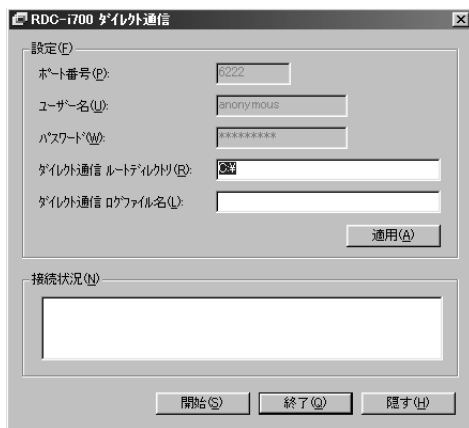 RDC-i700 ﾀﾞｲﾚｸﾄ通信
設定(F)
ﾎﾟｰﾄ番号(P):
6222
ﾕｰｻﾞｰ名(U):
anonymous
ﾊﾟｽﾜｰﾄﾞ(W):
*********
ﾀﾞｲﾚｸﾄ通信 ﾙｰﾄﾃﾞｨﾚｸﾄﾘ(R):
C:¥
ﾀﾞｲﾚｸﾄ通信 ﾛｸﾞﾌｧｲﾙ名(L):
適用(A)
接続状況(N)
開始(S) 終了(Q) 隠す(H)